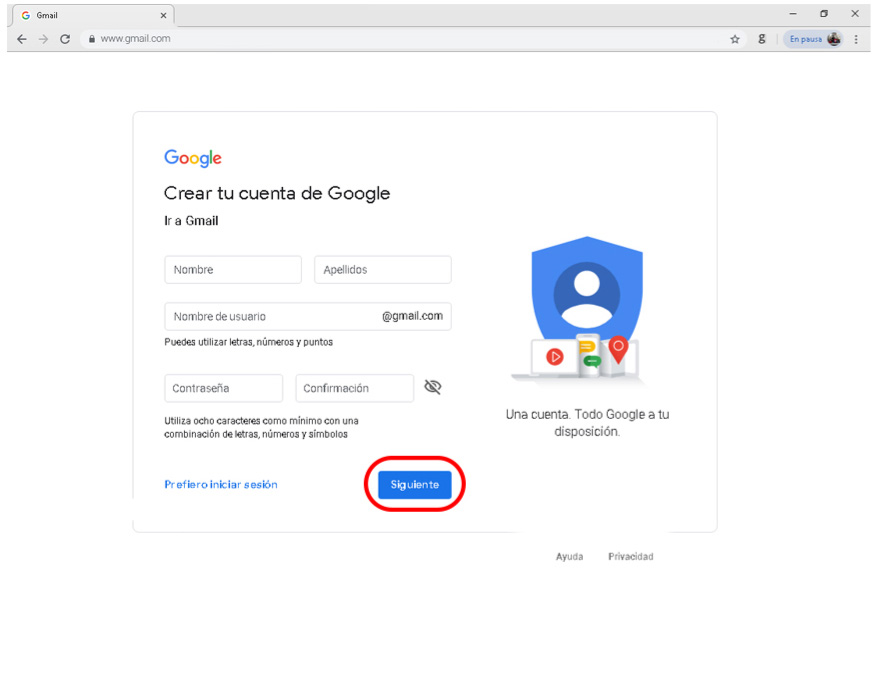 Gmail
www.gmail.com
En pausa
Google
Crear tu cuenta de Google
Ir a Gmail
Nombre
Apellidos
Nombre de usuario
@gmail.com
Puedes utilizar letras, números y puntos
Contraseña
Confirmación
Utiliza ocho caracteres como mínimo con una
combinación de letras, números y símbolos
Una cuenta. Todo Google a tu
disposición.
Prefiero iniciar sesión
Siguiente
Ayuda
Privacidad